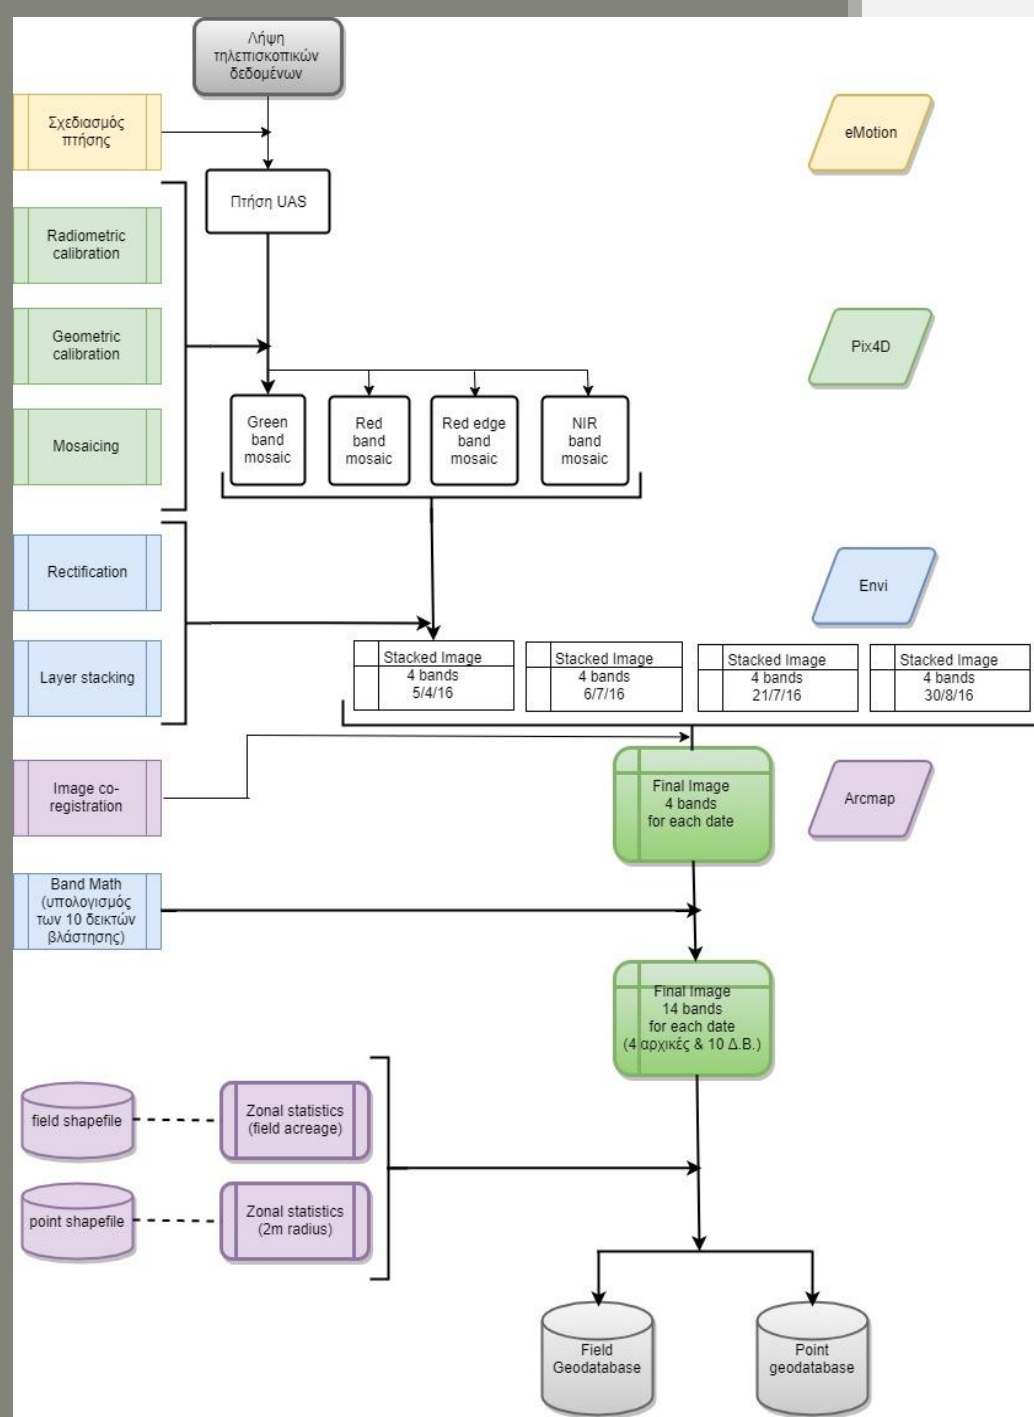 Λήψη
τηλεπισκοπικών
δεδομένων
Σχεδιασμός
πτήσης
eMotion
Πτήση UAS
Radiometric
calibration
Geometric
calibration
Pix4D
Mosaicing
Green
band
mosaic
Red
band
mosaic
Red edge
band
mosaic
NIR
band
mosaic
Rectification
Envi
Layer stacking
Stacked Image
4 bands
5/4/16
Stacked Image
4 bands
6/7/16
Stacked Image
4 bands
21/7/16
Stacked Image
4 bands
30/8/16
Image co-
registration
Final Image
4 bands
for each date
Arcmap
Band Math
(υπολογισμός
των 10 δεικτών
βλάστησης)
Final Image
14 bands
for each date
(4 αρχικές & 10 Δ.Β.)
field shapefile
Zonal statistics
(field acreage)
point shapefile
Zonal statistics
(2m radius)
Field
Geodatabase
Point
geodatabase